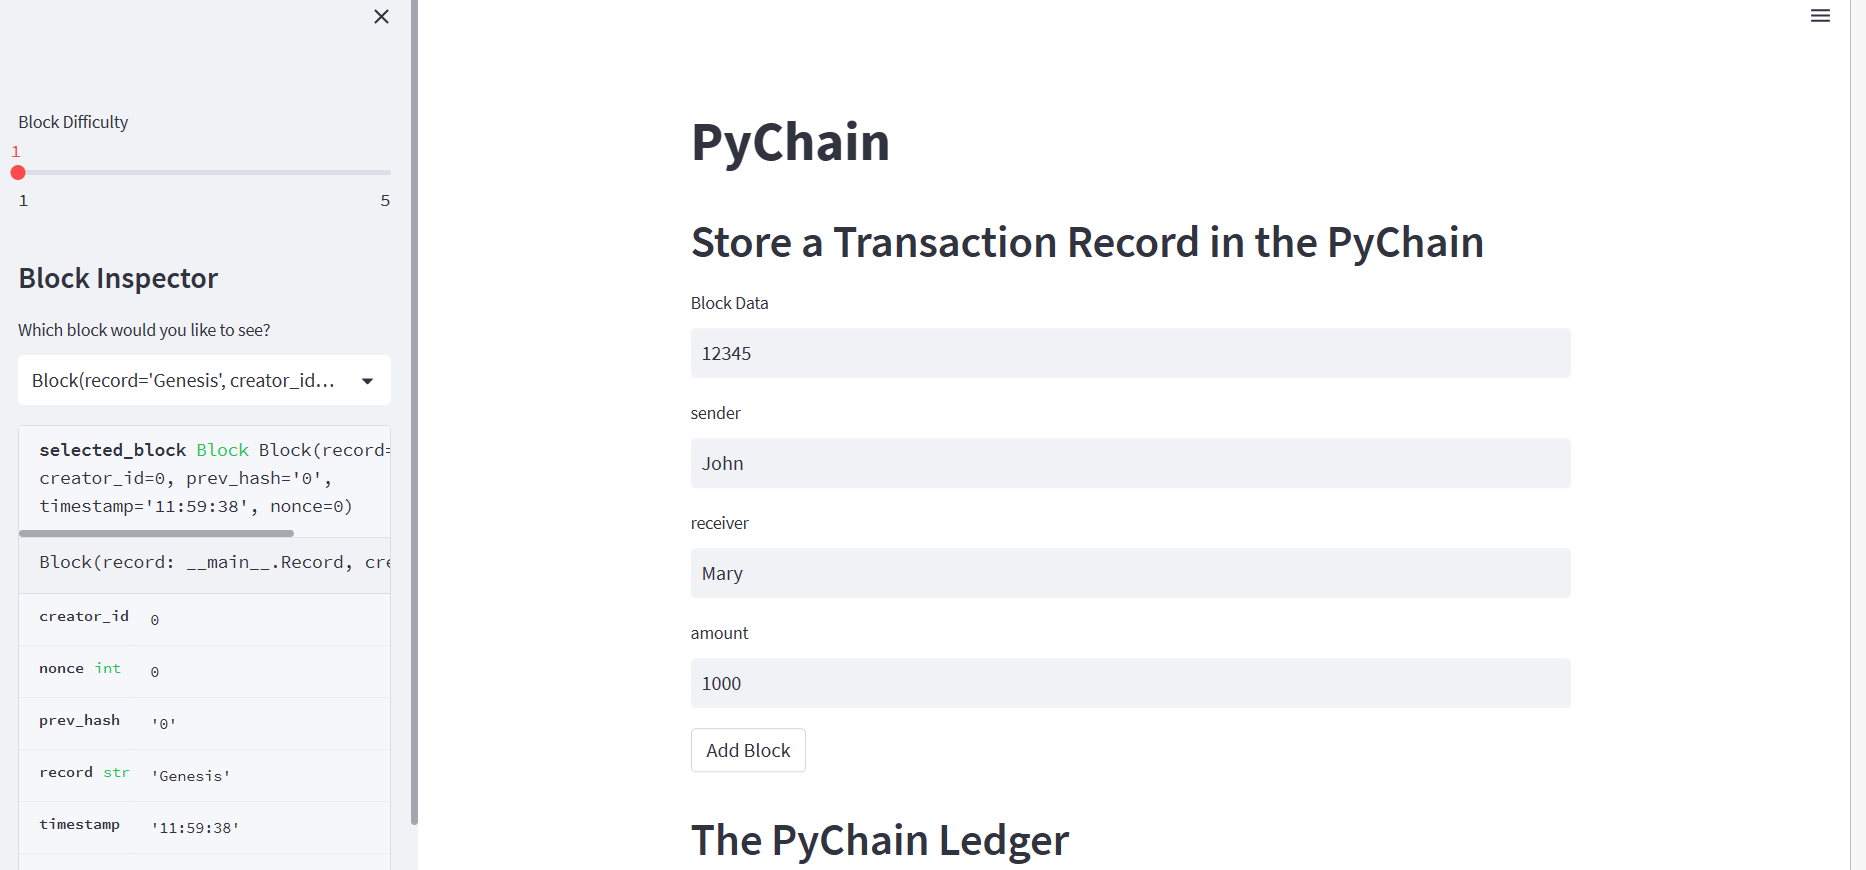 Block Difficulty
1
1 5
Block Inspector
Which block would you like to see?
Block(record='Genesis', creator_id...
selected_block Block Block(record=
creator_id=0, prev_hash='0',
timestamp='11:59:38', nonce=0)
Block(record: __main__.Record, cre
creator_id 0
nonce int 0
prev_hash '0'
record str 'Genesis'
timestamp '11:59:38'
PyChain
Store a Transaction Record in the PyChain
Block Data
12345
sender
John
receiver
Mary
amount
1000
Add Block
The PyChain Ledger